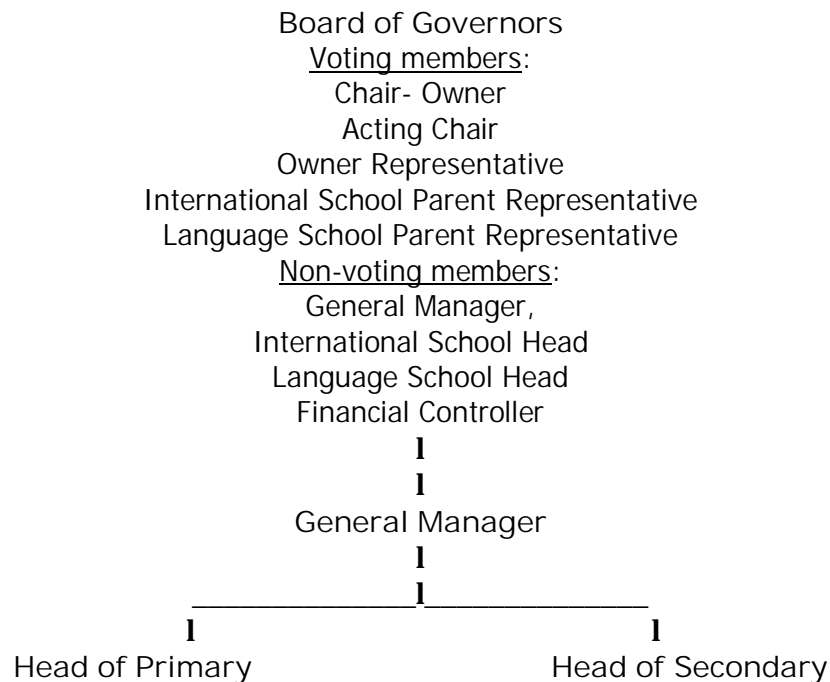 Board of Governors
Voting members:
Chair- Owner
Acting Chair
Owner Representative
International School Parent Representative
Language School Parent Representative
Non-voting members:
General Manager,
International School Head
Language School Head
Financial Controller
l
l
General Manager
l
______________l______________
l l
Head of Primary Head of Secondary